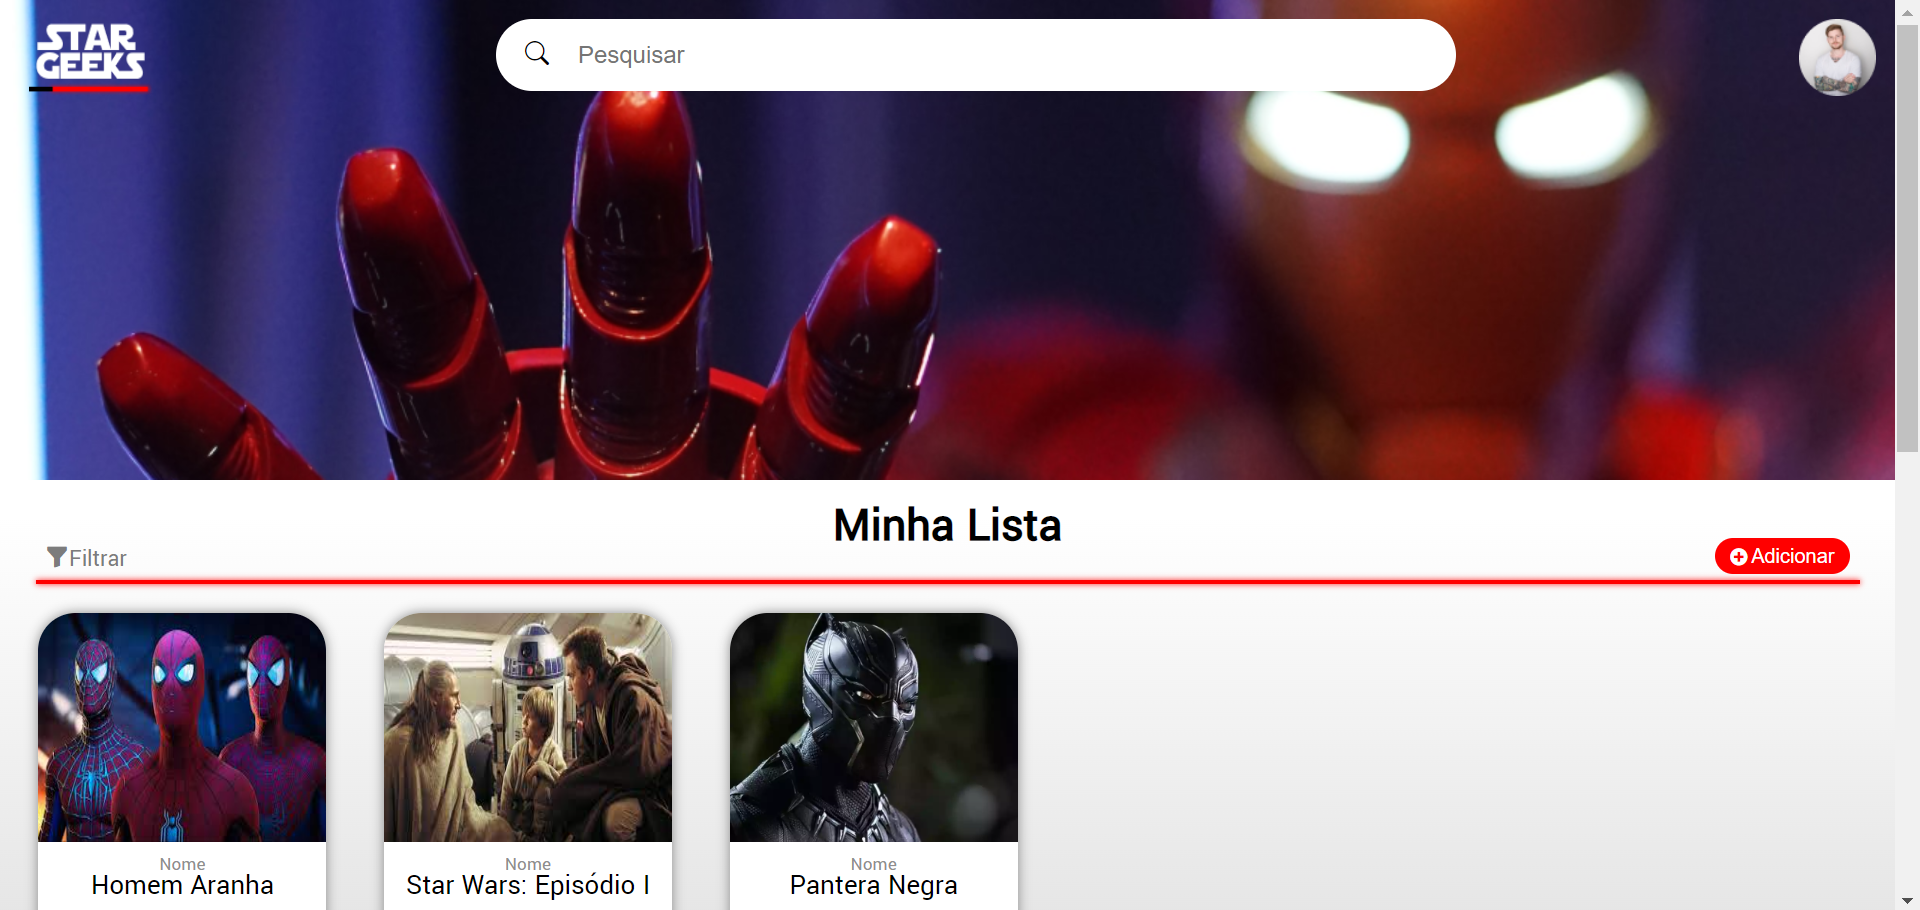 STAR
GEEKS
Pesquisar
Minha Lista
Filtrar
Adicionar
Nome
Homem Aranha
Nome
Star Wars: Episódio I
Nome
Pantera Negra